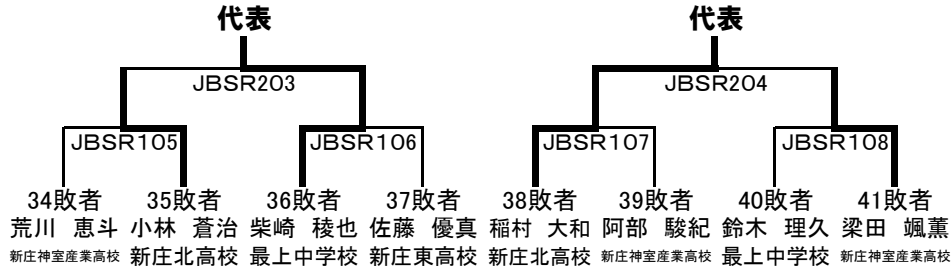 代表 代表
JBSR203 JBSR204
JBSR105 JBSR106 JBSR107 JBSR108
34敗者 35敗者 36敗者 37敗者 38敗者 39敗者 40敗者 41敗者
荒川 恵斗 小林 蒼治 柴崎 稜也 佐藤 優真 稲村 大和 阿部 駿紀 鈴木 理久 梁田 颯薫
新庄神室産業高校 新庄北高校 最上中学校 新庄東高校 新庄北高校 新庄神室産業高校 最上中学校 新庄神室産業高校